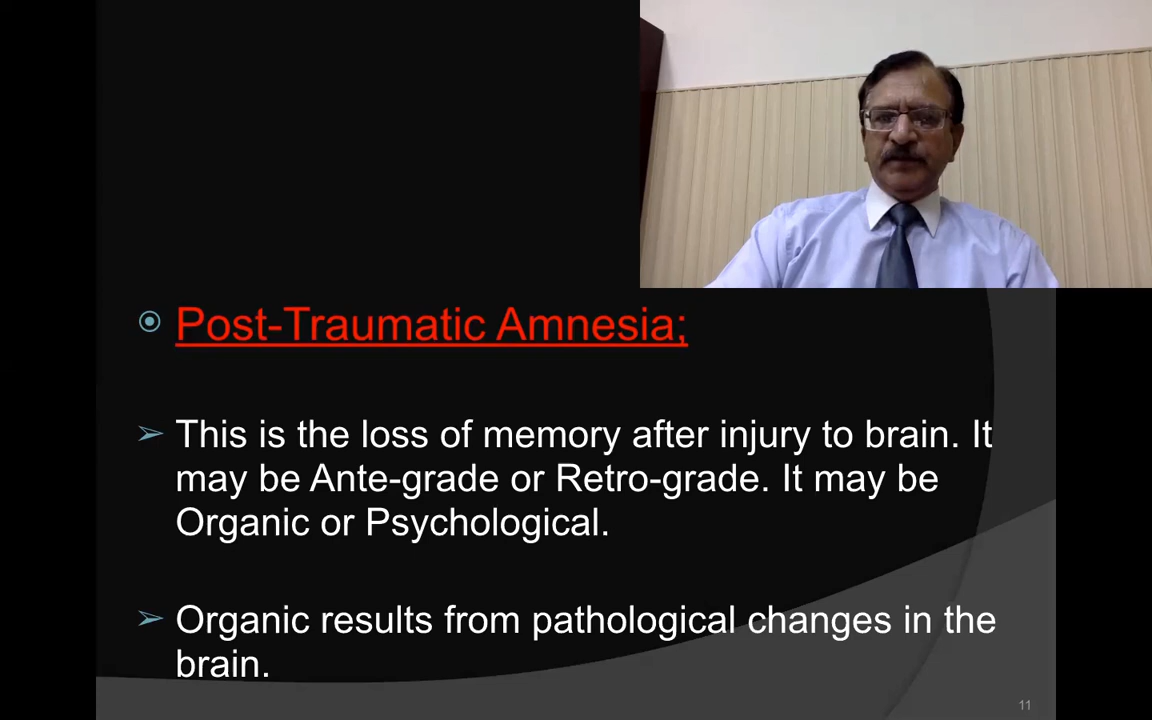 Post-Traumatic Amnesia;
This is the loss of memory after injury to brain. It
may be Ante-grade or Retro-grade. It may be
Organic or Psychological.
Organic results from pathological changes in the
brain.
11